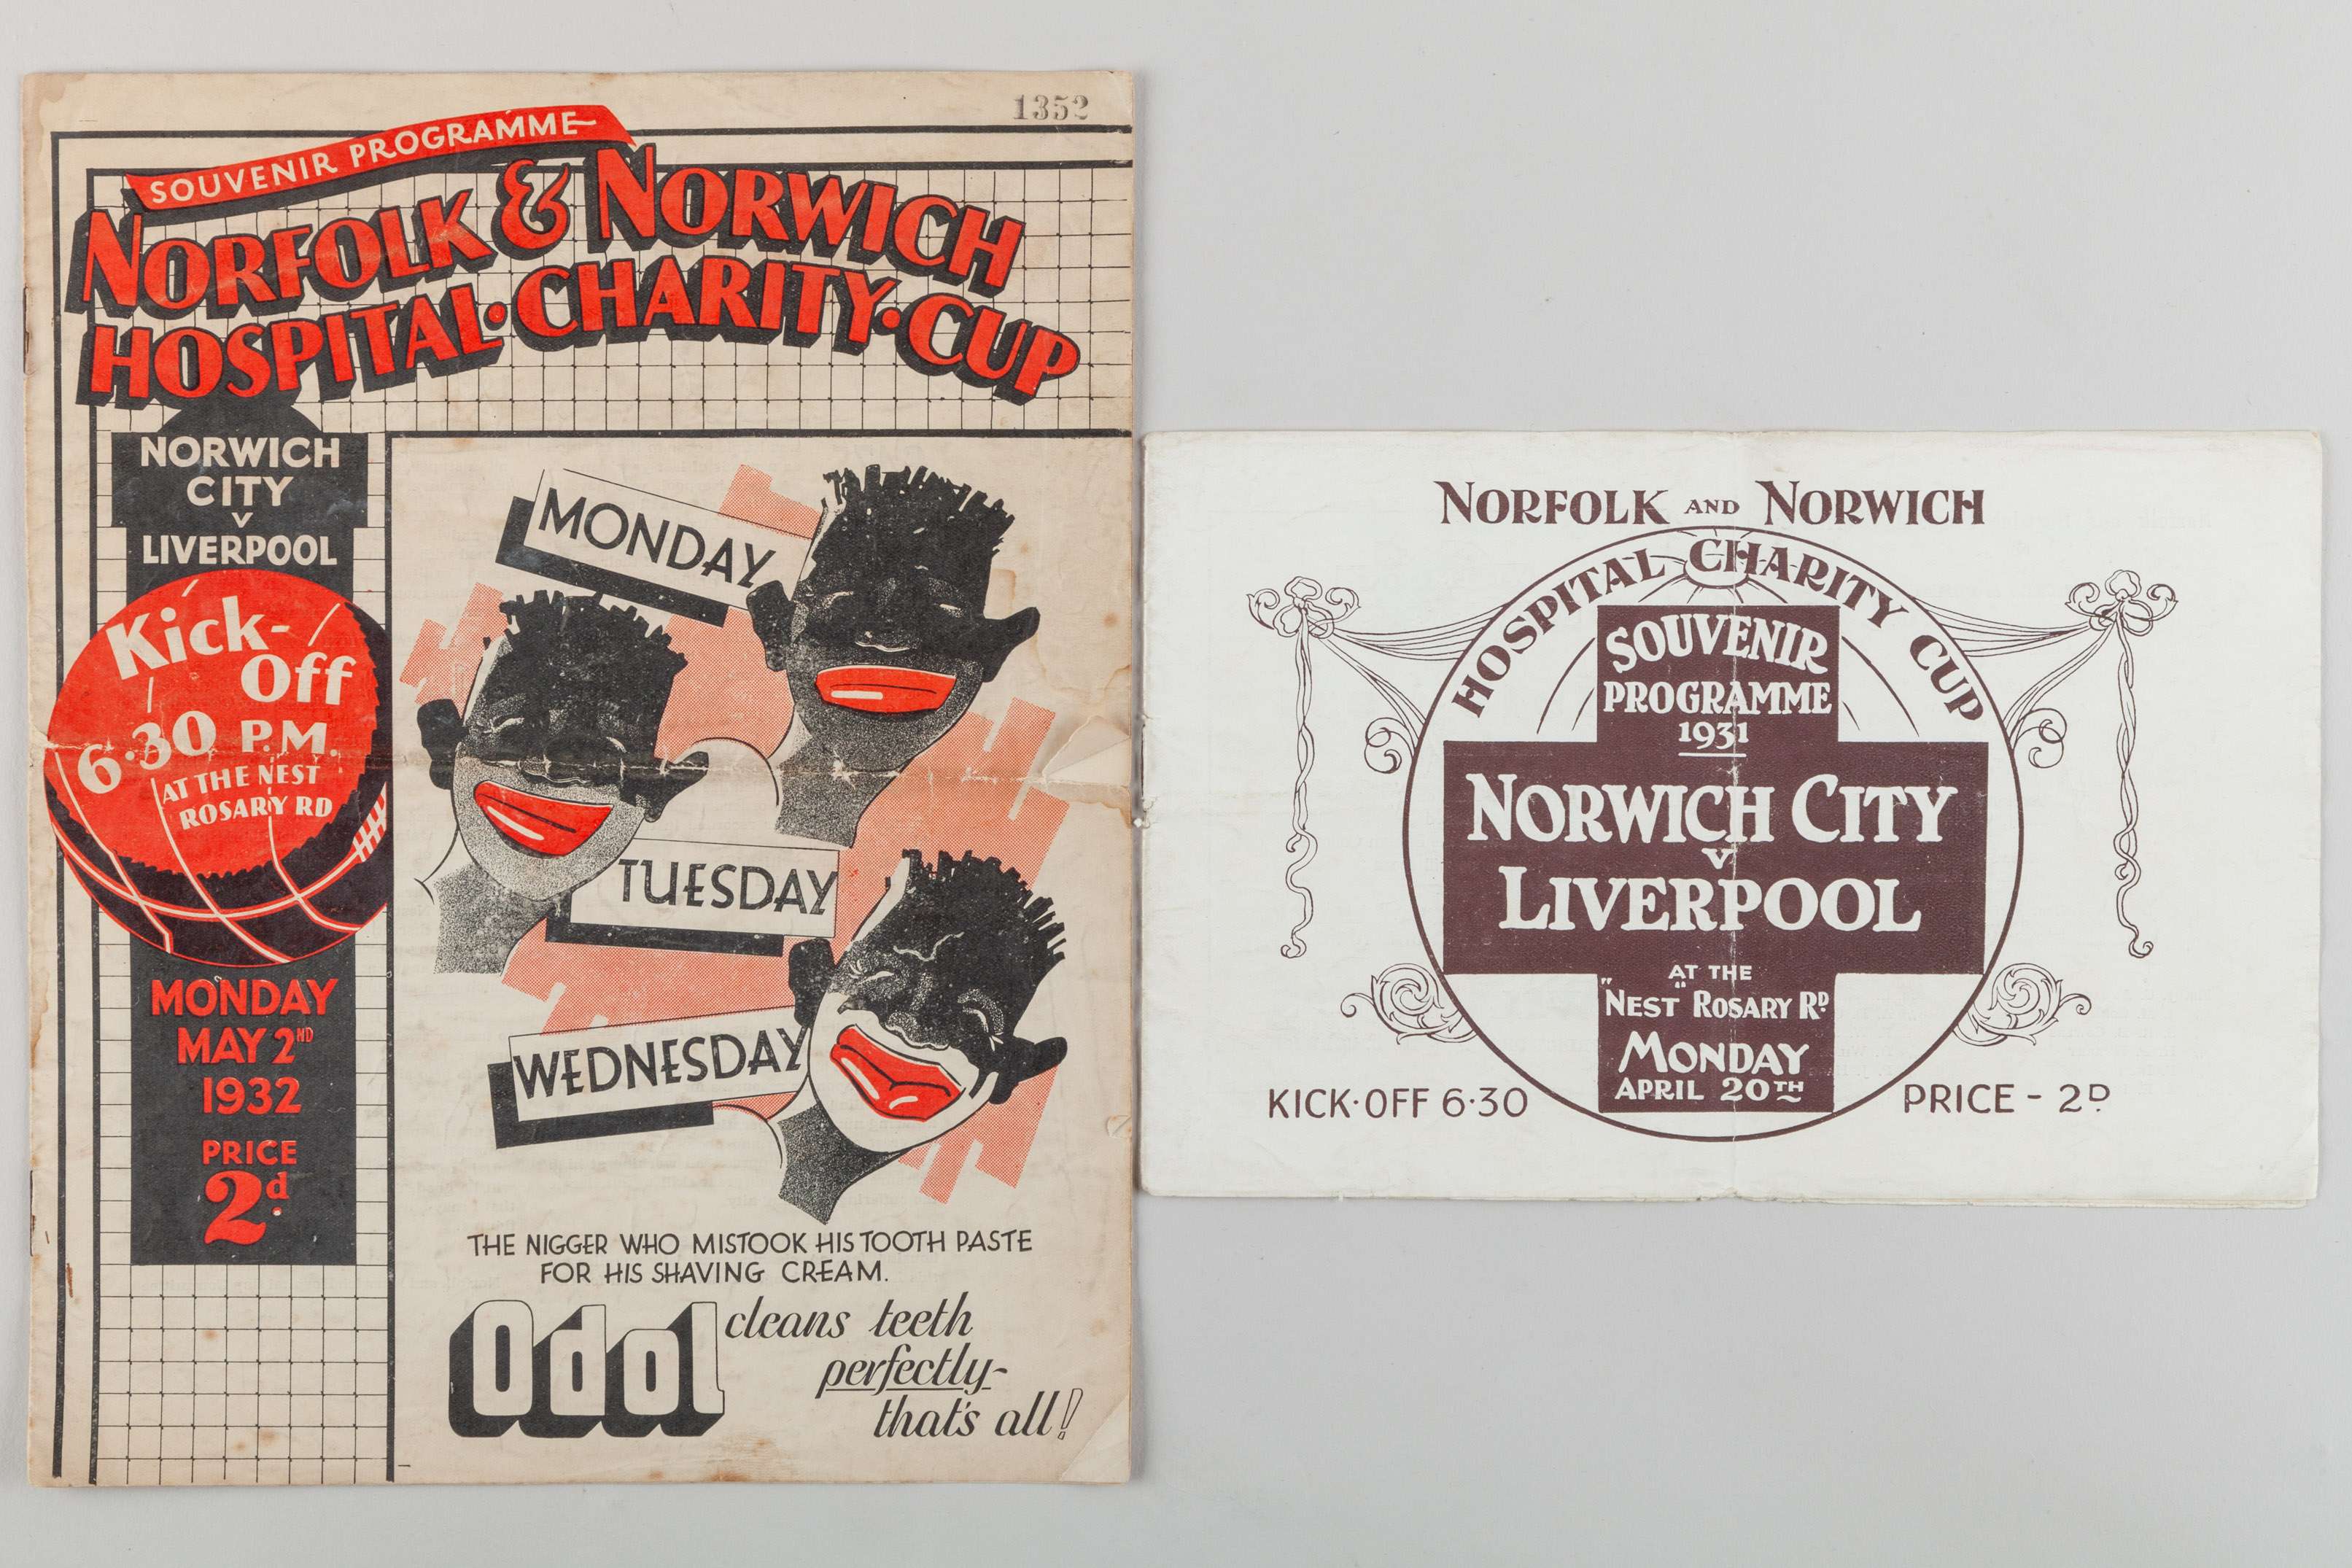 1352
SOUVENIR PROGRAMME
NORFOLK & NORWICH
HOSPITAL·CHARITY·CUP
NORWICH
CITY
V
LIVERPOOL
Kick-
Off
6·30 P.M.
AT THE NEST
ROSARY RD
MONDAY
MAY 2ND
1932
PRICE
2d.
MONDAY
TUESDAY
WEDNESDAY
THE NIGGER WHO MISTOOK HIS TOOTH PASTE
FOR HIS SHAVING CREAM.
Odol cleans teeth
perfectly-
that's all!
NORFOLK AND NORWICH
HOSPITAL CHARITY CUP
SOUVENIR
PROGRAMME
1931
NORWICH CITY
V
LIVERPOOL
AT THE
"NEST" ROSARY RD
MONDAY
APRIL 20TH
KICK·OFF 6·30
PRICE - 2D